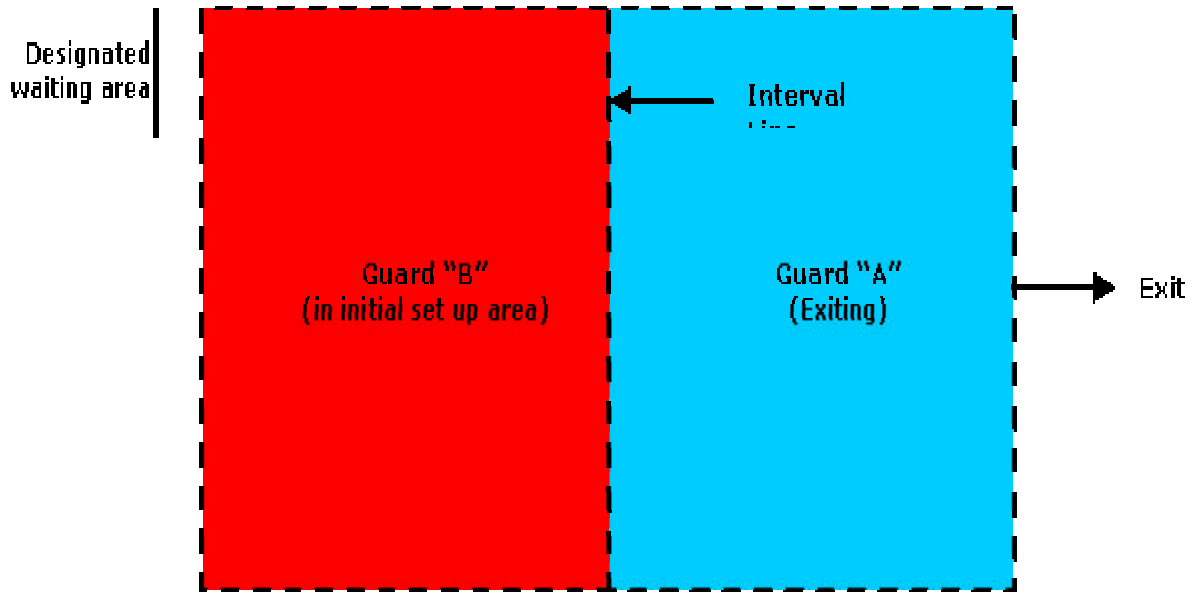 Designated
waiting area
Interval
Guard “B”
(in initial set up area)
Guard “A”
(Exiting)
Exit